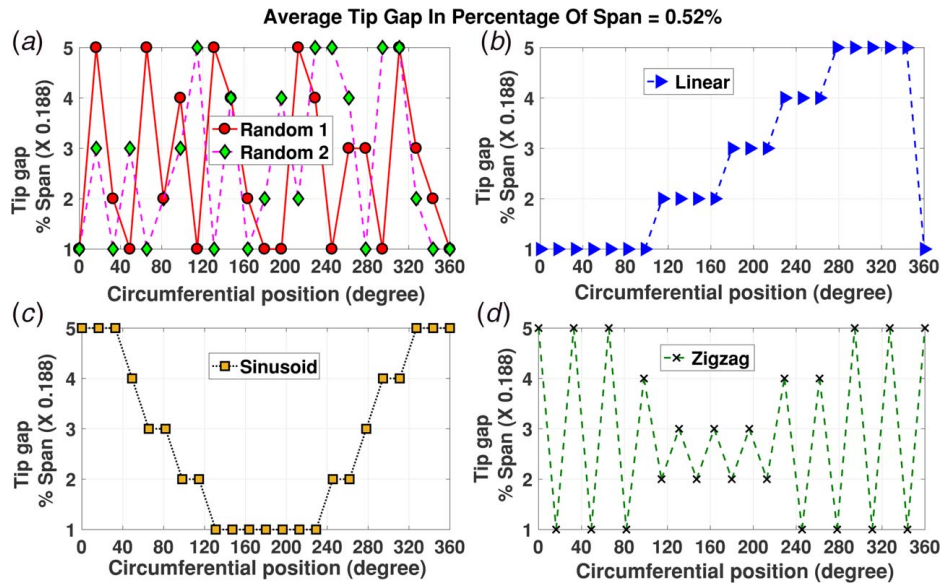 Average Tip Gap In Percentage Of Span = 0.52%
(a)
5
4
3
2
1
Tip gap
% Span (X 0.188)
Random 1
Random 2
0 40 80 120 160 200 240 280 320 360
Circumferential position (degree)
(b)
5
4
3
2
1
Tip gap
% Span (X 0.188)
Linear
0 40 80 120 160 200 240 280 320 360
Circumferential position (degree)
(c)
5
4
3
2
1
Tip gap
% Span (X 0.188)
Sinusoid
0 40 80 120 160 200 240 280 320 360
Circumferential position (degree)
(d)
5
4
3
2
1
Tip gap
% Span (X 0.188)
Zigzag
0 40 80 120 160 200 240 280 320 360
Circumferential position (degree)